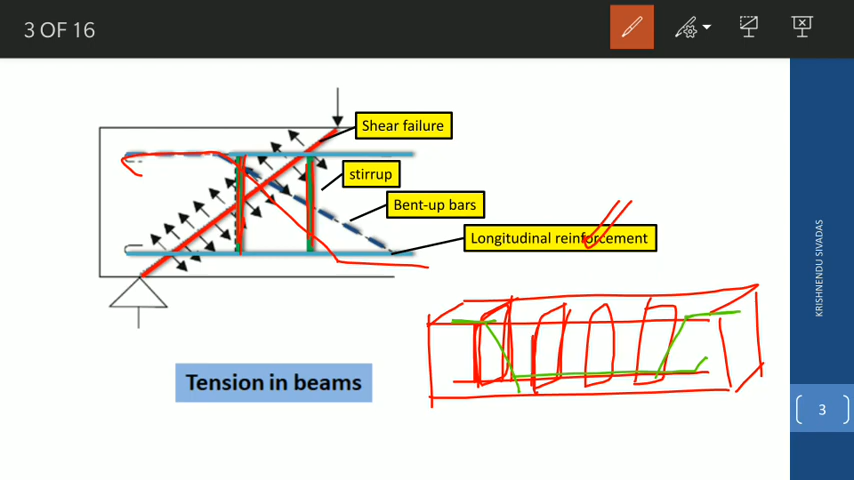 3 OF 16
Shear failure
stirrup
Bent-up bars
Longitudinal reinforcement
Tension in beams
KRISHNENDU SIVADAS
3